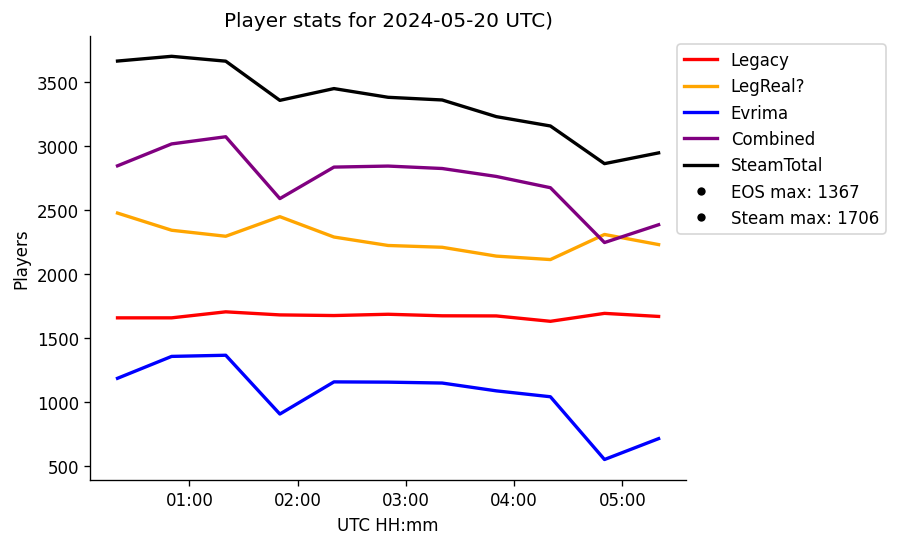 Player stats for 2024-05-20 UTC)
Players
3500
3000
2500
2000
1500
1000
500
01:00 02:00 03:00 04:00 05:00
UTC HH:mm
Legacy
LegReal?
Evrima
Combined
SteamTotal
EOS max: 1367
Steam max: 1706